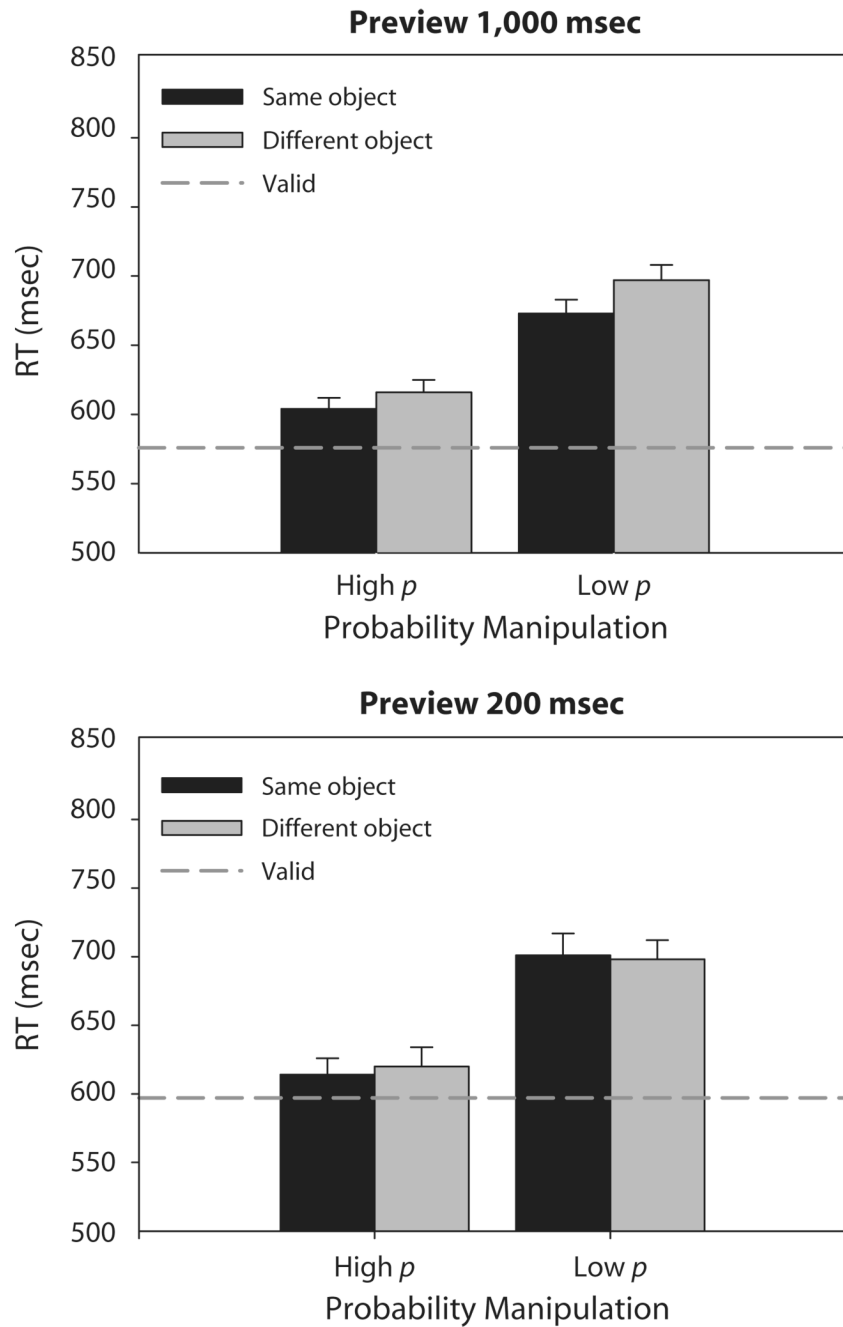 Preview 1,000 msec
850
800
750
700
650
600
550
500
RT (msec)
Same object
Different object
Valid
High p
Low p
Probability Manipulation
Preview 200 msec
850
800
750
700
650
600
550
500
RT (msec)
Same object
Different object
Valid
High p
Low p
Probability Manipulation